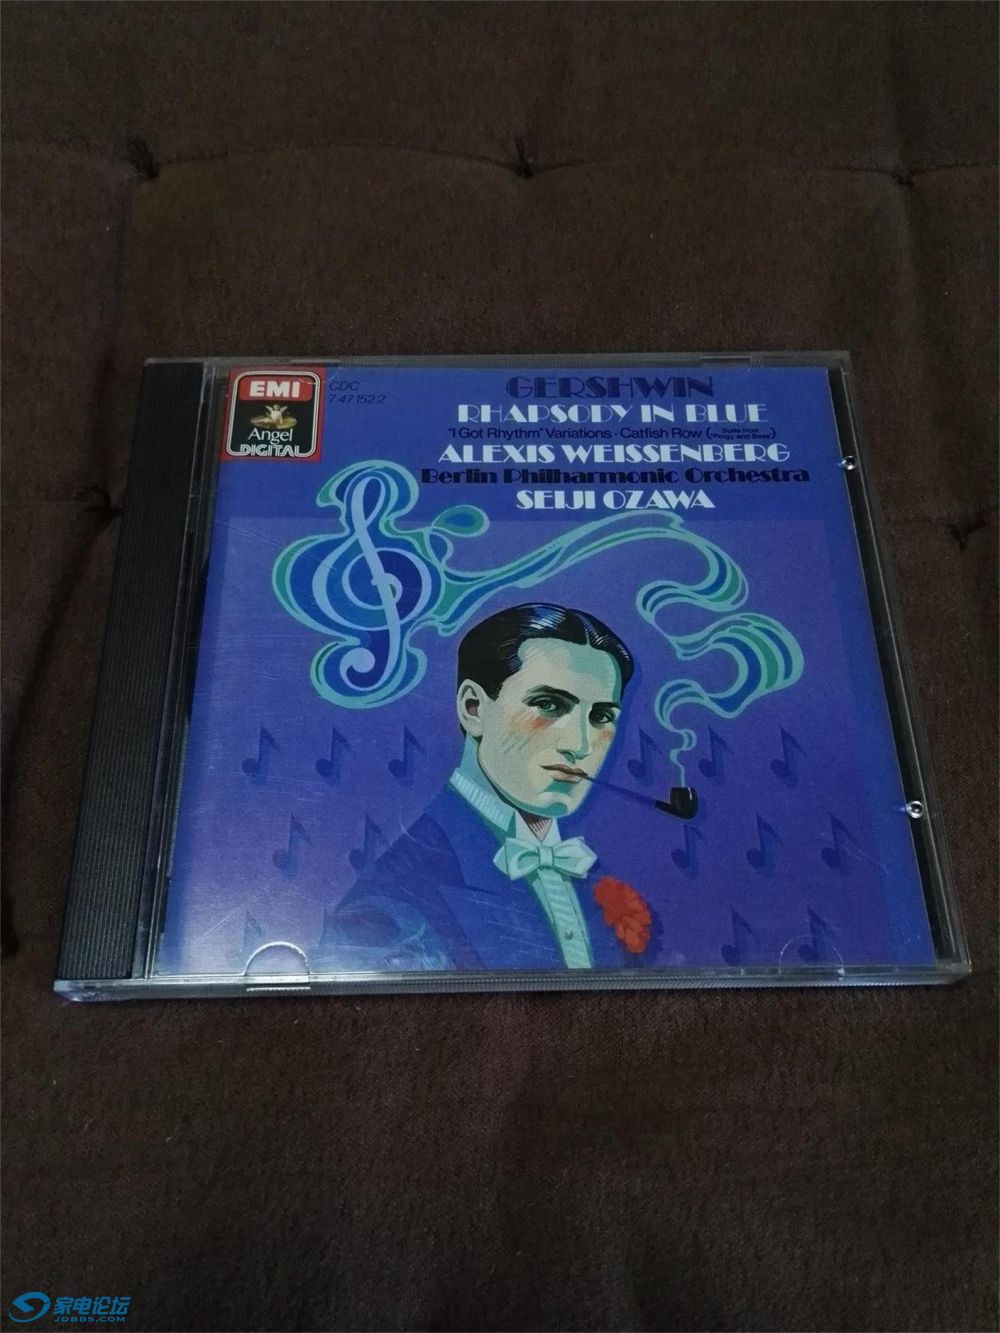 EMI
Angel
DIGITAL
CDC
7 47152 2
GERSHWIN
RHAPSODY IN BLUE
"I Got Rhythm" Variations · Catfish Row (Suite from "Porgy and Bess")
ALEXIS WEISSENBERG
Berlin Philharmonic Orchestra
SEIJI OZAWA
家电论坛
JDBBS.COM